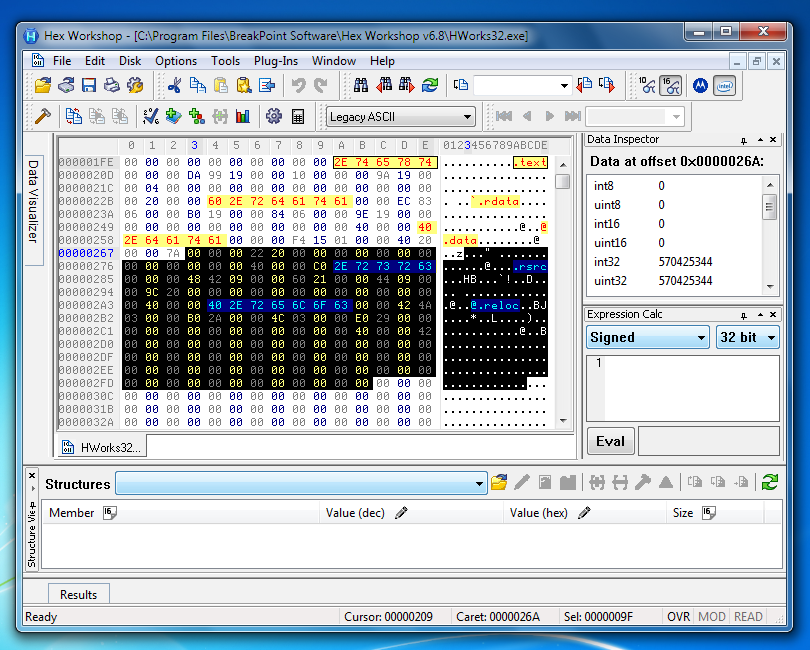 Hex Workshop - [C:\Program Files\BreakPoint Software\Hex Workshop v6.8\HWorks32.exe]
File Edit Disk Options Tools Plug-Ins Window Help
10 16 intel
Legacy ASCII
Data Visualizer
0 1 2 3 4 5 6 7 8 9 A B C D E 0123456789ABCDE
000001FE 00 00 00 00 00 00 00 00 00 00 2E 74 65 78 74 ...........text
0000020D 00 00 00 DA 99 19 00 00 10 00 00 00 9A 19 00 ...............
0000021C 00 04 00 00 00 00 00 00 00 00 00 00 00 00 00 ...............
0000022B 00 20 00 00 60 2E 72 64 61 74 61 00 00 EC 83 . ..`.rdata....
0000023A 06 00 00 B0 19 00 00 84 06 00 00 9E 19 00 00 ...............
00000249 00 00 00 00 00 00 00 00 00 00 00 40 00 00 40 ...........@..@
00000258 2E 64 61 74 61 00 00 00 F4 15 01 00 00 40 20 .data........@
00000267 00 00 7A 00 00 00 22 20 00 00 00 00 00 00 00 ..z..." .......
00000276 00 00 00 00 00 40 00 00 C0 2E 72 73 72 63 .....@...rsrc
00000285 00 00 00 48 42 09 00 00 60 21 00 00 44 09 00 ...HB...`!..D..
00000294 00 9C 20 00 00 00 00 00 00 00 00 00 00 00 00 .. ............
000002A3 00 40 00 00 40 2E 72 65 6C 6F 63 00 00 42 4A .@..@.reloc..BJ
000002B2 03 00 00 B0 2A 00 00 4C 03 00 00 E0 29 00 00 ....*..L....)..
000002C1 00 00 00 00 00 00 00 00 00 00 00 40 00 00 42 ...........@..B
000002D0 00 00 00 00 00 00 00 00 00 00 00 00 00 00 00 ...............
000002DF 00 00 00 00 00 00 00 00 00 00 00 00 00 00 00 ...............
000002EE 00 00 00 00 00 00 00 00 00 00 00 00 00 00 00 ...............
000002FD 00 00 00 00 00 00 00 00 00 00 00 00 00 00 00 ...............
0000030C 00 00 00 00 00 00 00 00 00 00 00 00 00 00 00 ...............
0000031B 00 00 00 00 00 00 00 00 00 00 00 00 00 00 00 ...............
0000032A 00 00 00 00 00 00 00 00 00 00 00 00 00 00 00 ...............
HWorks32...
Data Inspector
Data at offset 0x0000026A:
int8 0
uint8 0
int16 0
uint16 0
int32 570425344
uint32 570425344
Expression Calc
Signed 32 bit
1
Eval
Structure View
Structures
Member Value (dec) Value (hex) Size
Results
Ready Cursor: 00000209 Caret: 0000026A Sel: 0000009F OVR MOD READ